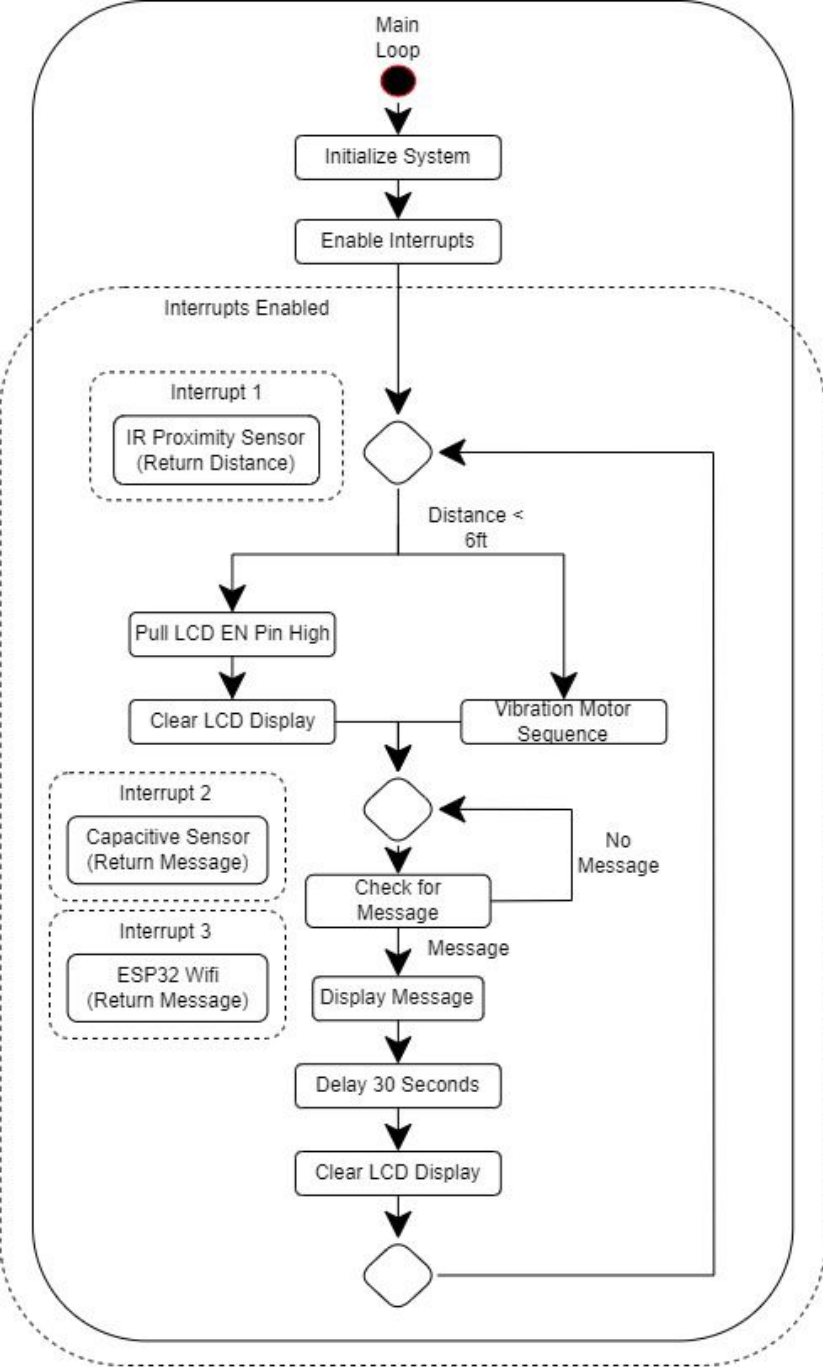 Main
Loop
Initialize System
Enable Interrupts
Interrupts Enabled
Interrupt 1
IR Proximity Sensor
(Return Distance)
Distance <
6ft
Pull LCD EN Pin High
Clear LCD Display
Vibration Motor
Sequence
Interrupt 2
Capacitive Sensor
(Return Message)
No
Message
Check for
Message
Interrupt 3
ESP32 Wifi
(Return Message)
Message
Display Message
Delay 30 Seconds
Clear LCD Display